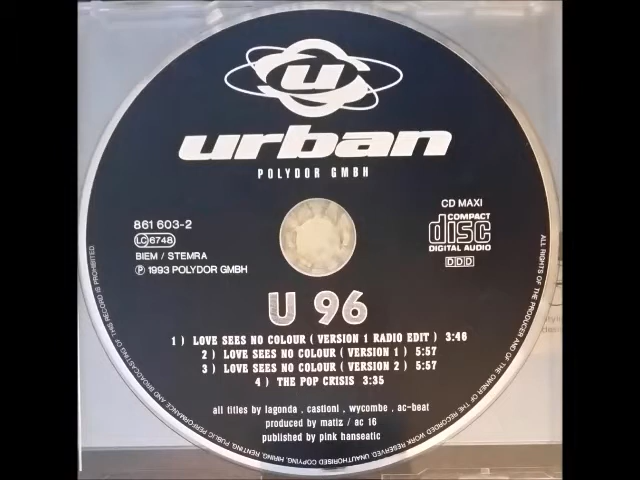 U
urban
POLYDOR GMBH
861 603-2
LC 6748
BIEM / STEMRA
℗ 1993 POLYDOR GMBH
CD MAXI
COMPACT
disc
DIGITAL AUDIO
DDD
U 96
1 ) LOVE SEES NO COLOUR ( VERSION 1 RADIO EDIT ) 3:46
2 ) LOVE SEES NO COLOUR ( VERSION 1 ) 5:57
3 ) LOVE SEES NO COLOUR ( VERSION 2 ) 5:57
4 ) THE POP CRISIS 3:35
all titles by lagonda , castioni , wycombe , ac-beat
produced by matiz / ac 16
published by pink hanseatic
ALL RIGHTS OF THE PRODUCER AND OF THE OWNER OF THE RECORDED WORK RESERVED. UNAUTHORISED COPYING, HIRING, RENTING, PUBLIC PERFORMANCE AND BROADCASTING OF THIS RECORD IS PROHIBITED.